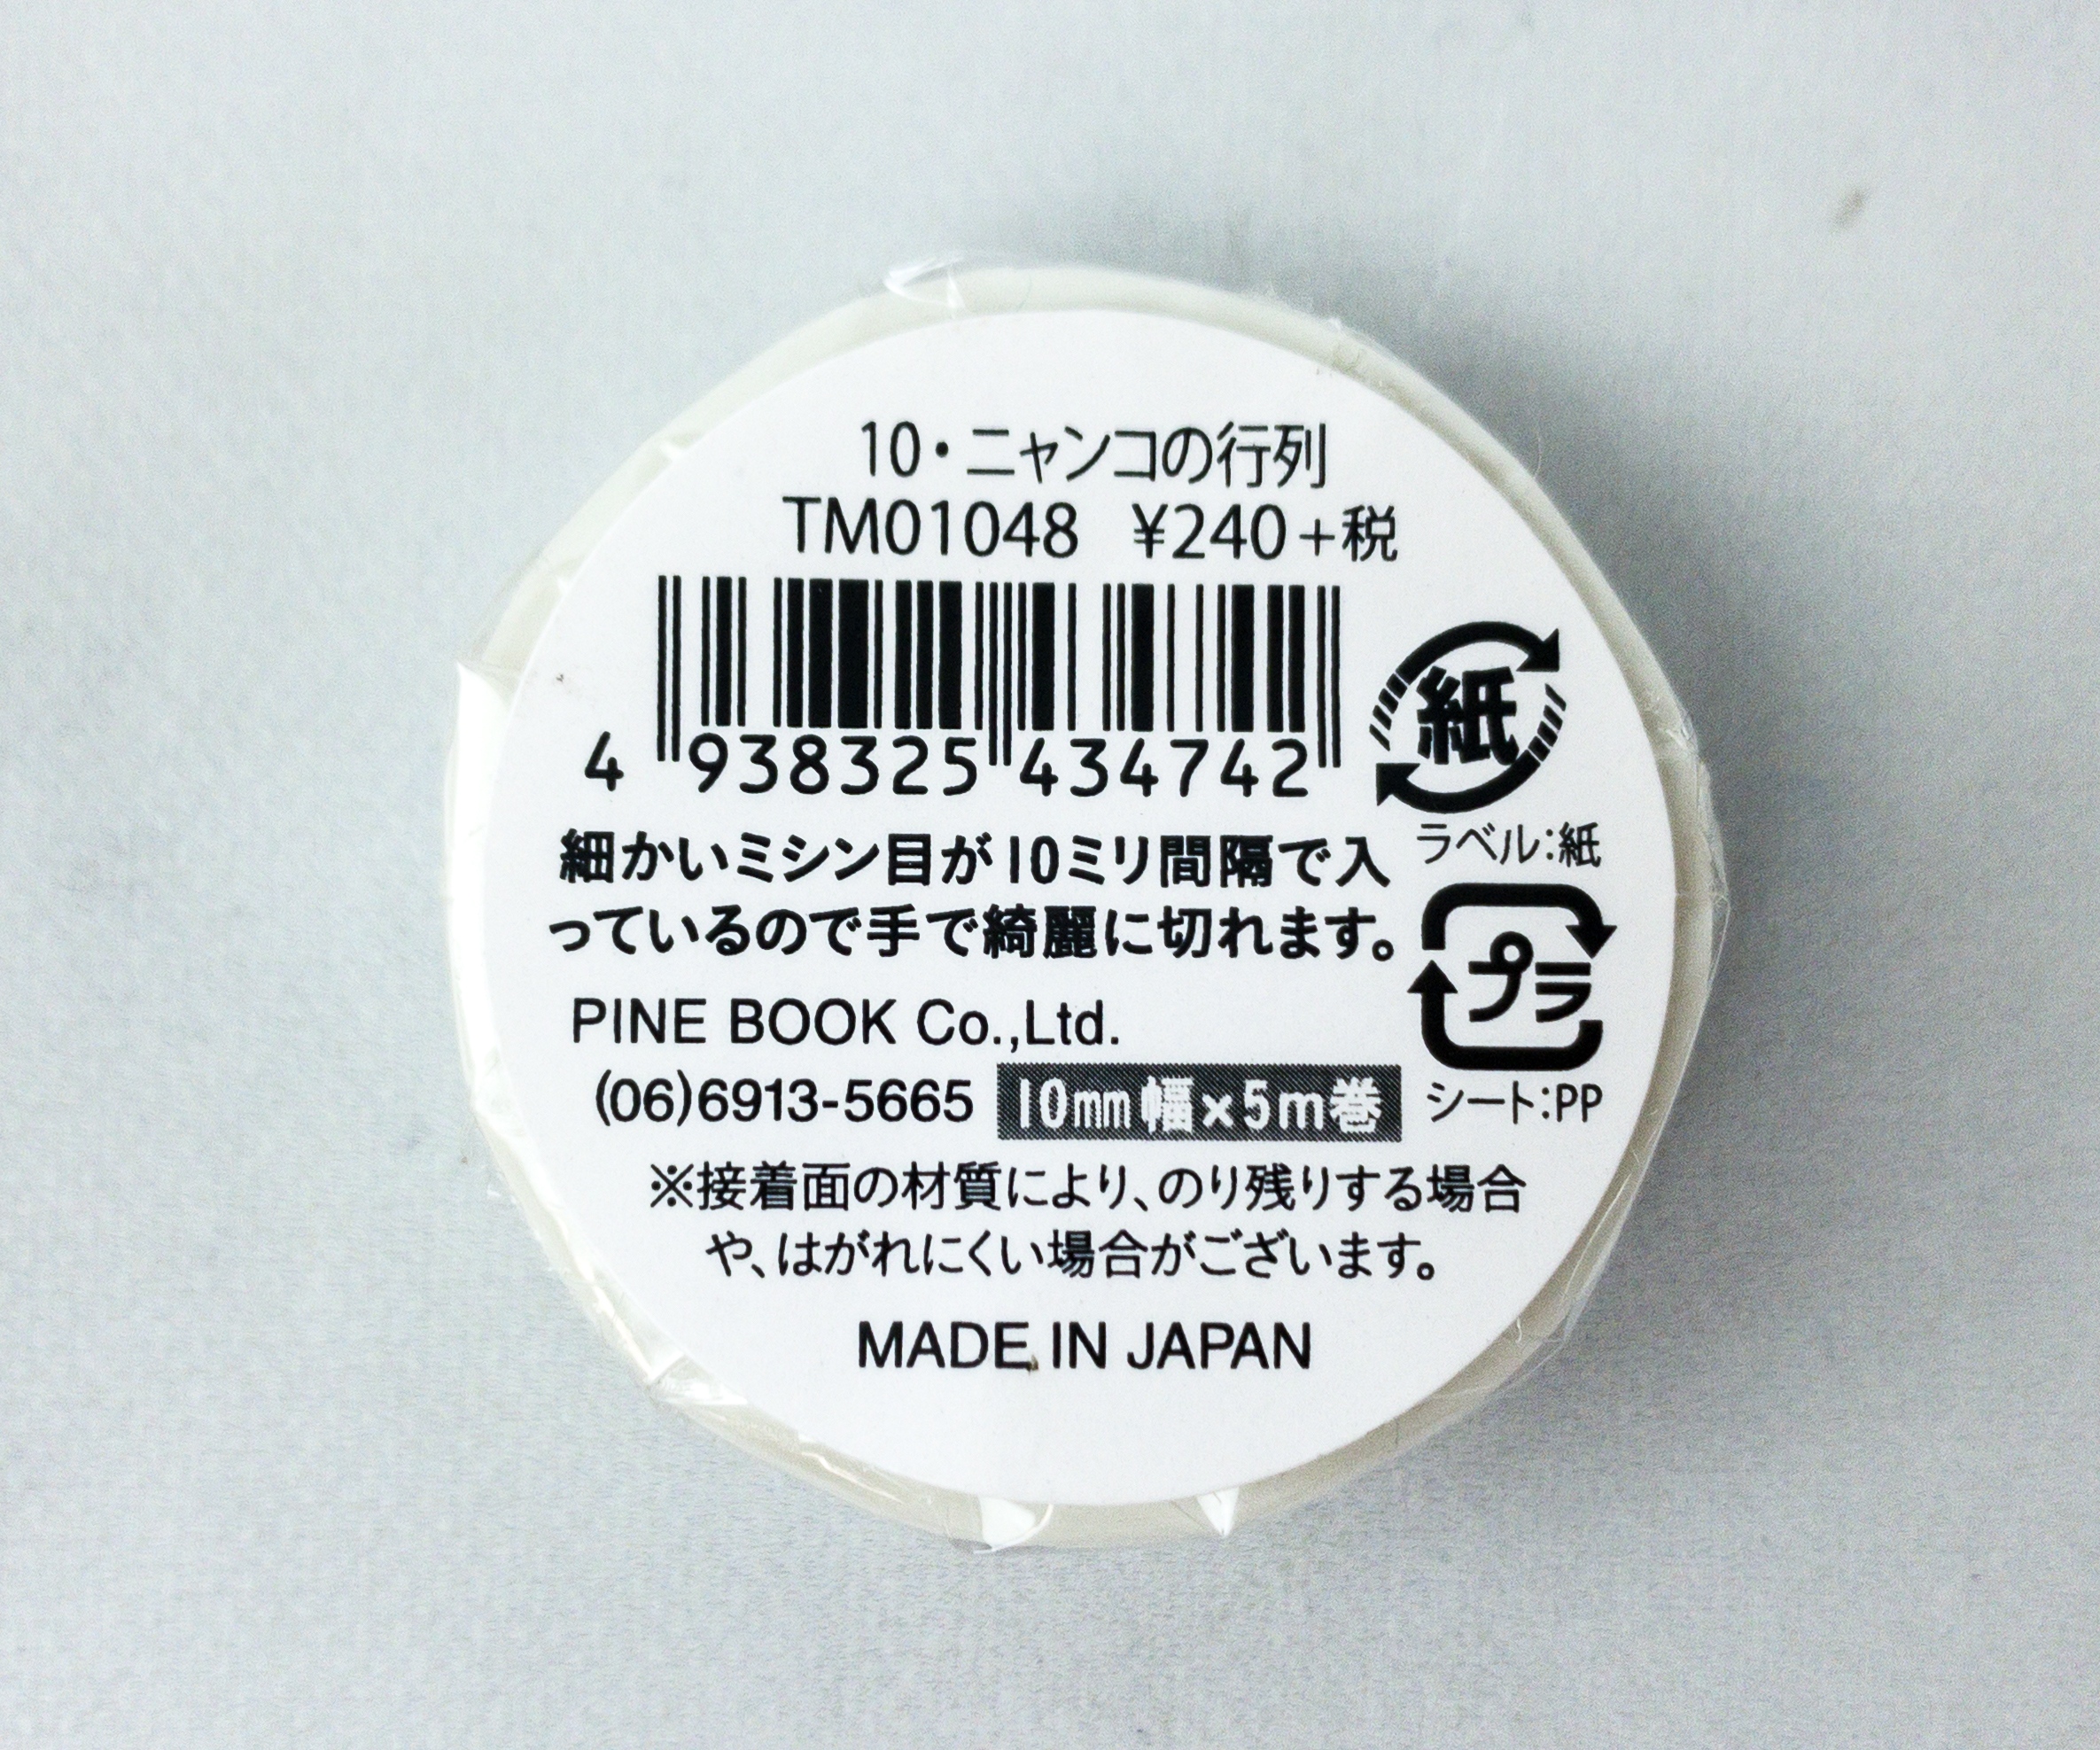 10・ニャンコの行列
TM01048 ¥240+税
4 938325 434742
紙
ラベル:紙
細かいミシン目が10ミリ間隔で入
っているので手で綺麗に切れます。
プラ
シート:PP
PINE BOOK Co.,Ltd.
(06)6913-5665 10mm幅×5m巻
※接着面の材質により、のり残りする場合
や、はがれにくい場合がございます。
MADE IN JAPAN